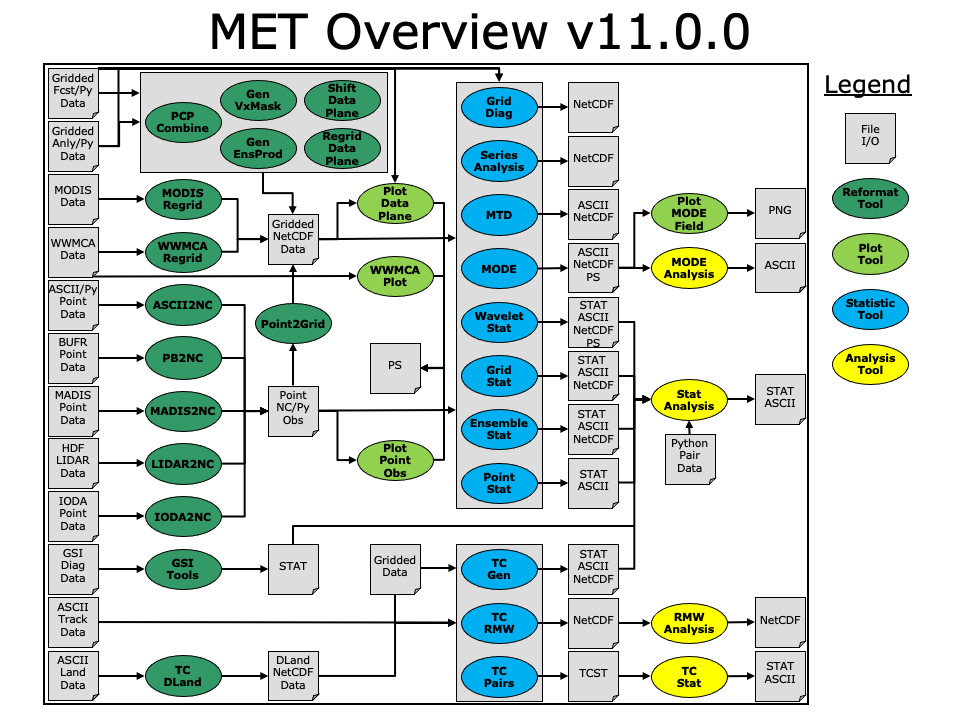 MET Overview v11.0.0
Gridded
Fcst/Py
Data
Gridded
Anly/Py
Data
MODIS
Data
WWMCA
Data
ASCII/Py
Point
Data
BUFR
Point
Data
MADIS
Point
Data
HDF
LIDAR
Data
IODA
Point
Data
GSI
Diag
Data
ASCII
Track
Data
ASCII
Land
Data
PCP
Combine
Gen
VxMask
Shift
Data
Plane
Gen
EnsProd
Regrid
Data
Plane
MODIS
Regrid
WWMCA
Regrid
ASCII2NC
PB2NC
MADIS2NC
LIDAR2NC
IODA2NC
GSI
Tools
TC
DLand
Gridded
NetCDF
Data
Point2Grid
Point
NC/Py
Obs
STAT
DLand
NetCDF
Data
Plot
Data
Plane
WWMCA
Plot
PS
Plot
Point
Obs
Gridded
Data
Grid
Diag
Series
Analysis
MTD
MODE
Wavelet
Stat
Grid
Stat
Ensemble
Stat
Point
Stat
TC
Gen
TC
RMW
TC
Pairs
NetCDF
NetCDF
ASCII
NetCDF
ASCII
NetCDF
PS
STAT
ASCII
NetCDF
PS
STAT
ASCII
NetCDF
STAT
ASCII
NetCDF
STAT
ASCII
STAT
ASCII
NetCDF
NetCDF
TCST
Plot
MODE
Field
MODE
Analysis
Stat
Analysis
Python
Pair
Data
RMW
Analysis
TC
Stat
PNG
ASCII
STAT
ASCII
NetCDF
STAT
ASCII
Legend
File
I/O
Reformat
Tool
Plot
Tool
Statistic
Tool
Analysis
Tool